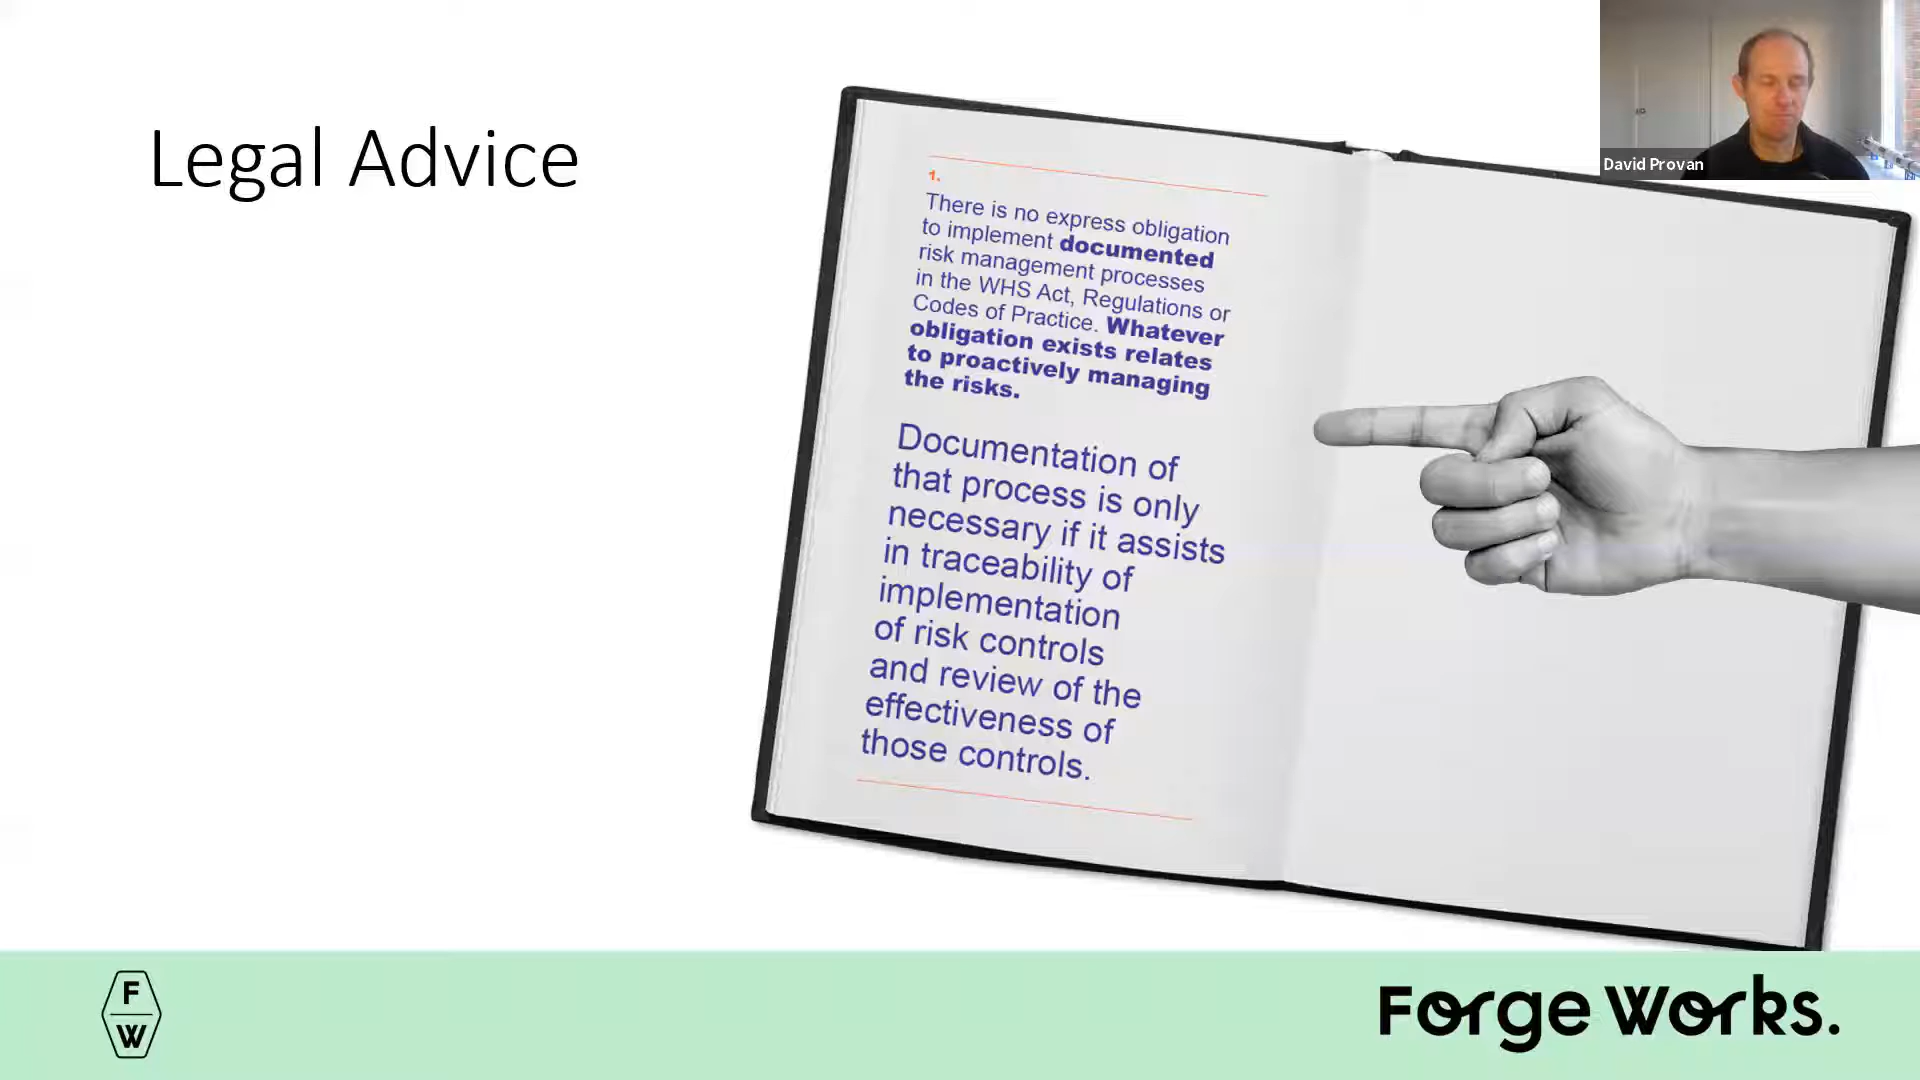 Legal Advice
David Provan
1.
There is no express obligation
to implement documented
risk management processes
in the WHS Act, Regulations or
Codes of Practice. Whatever
obligation exists relates
to proactively managing
the risks.
Documentation of
that process is only
necessary if it assists
in traceability of
implementation
of risk controls
and review of the
effectiveness of
those controls.
F
W
Forge Works.